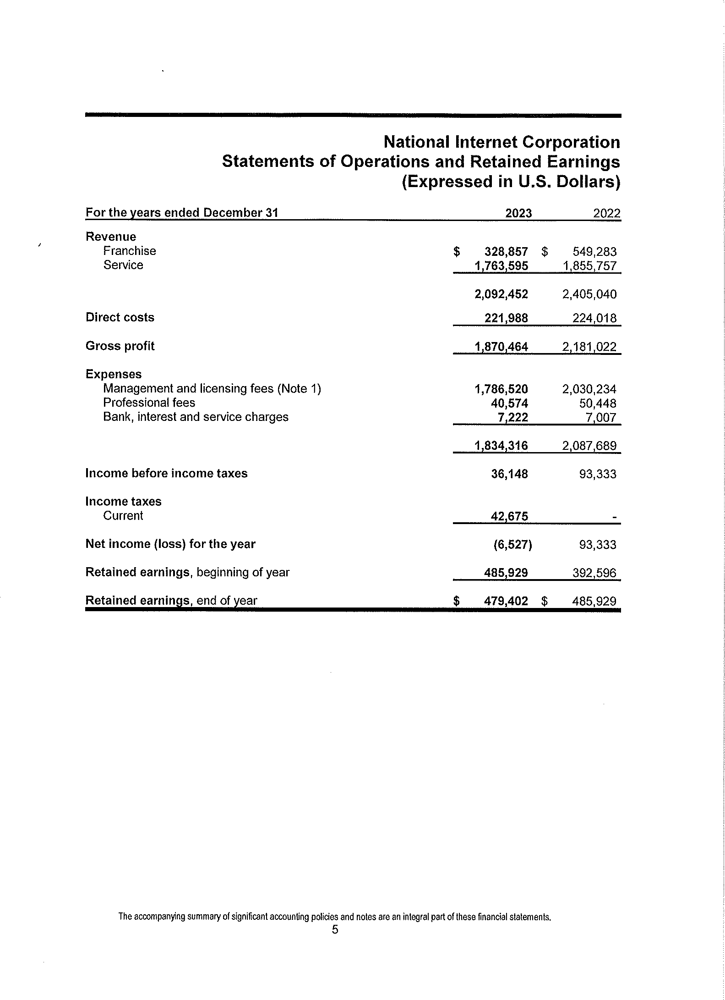 National Internet Corporation
Statements of Operations and Retained Earnings
(Expressed in U.S. Dollars)
For the years ended December 31 2023 2022
Revenue
Franchise $ 328,857 $ 549,283
Service 1,763,595 1,855,757
2,092,452 2,405,040
Direct costs 221,988 224,018
Gross profit 1,870,464 2,181,022
Expenses
Management and licensing fees (Note 1) 1,786,520 2,030,234
Professional fees 40,574 50,448
Bank, interest and service charges 7,222 7,007
1,834,316 2,087,689
Income before income taxes 36,148 93,333
Income taxes
Current 42,675 -
Net income (loss) for the year (6,527) 93,333
Retained earnings, beginning of year 485,929 392,596
Retained earnings, end of year $ 479,402 $ 485,929
The accompanying summary of significant accounting policies and notes are an integral part of these financial statements.
5